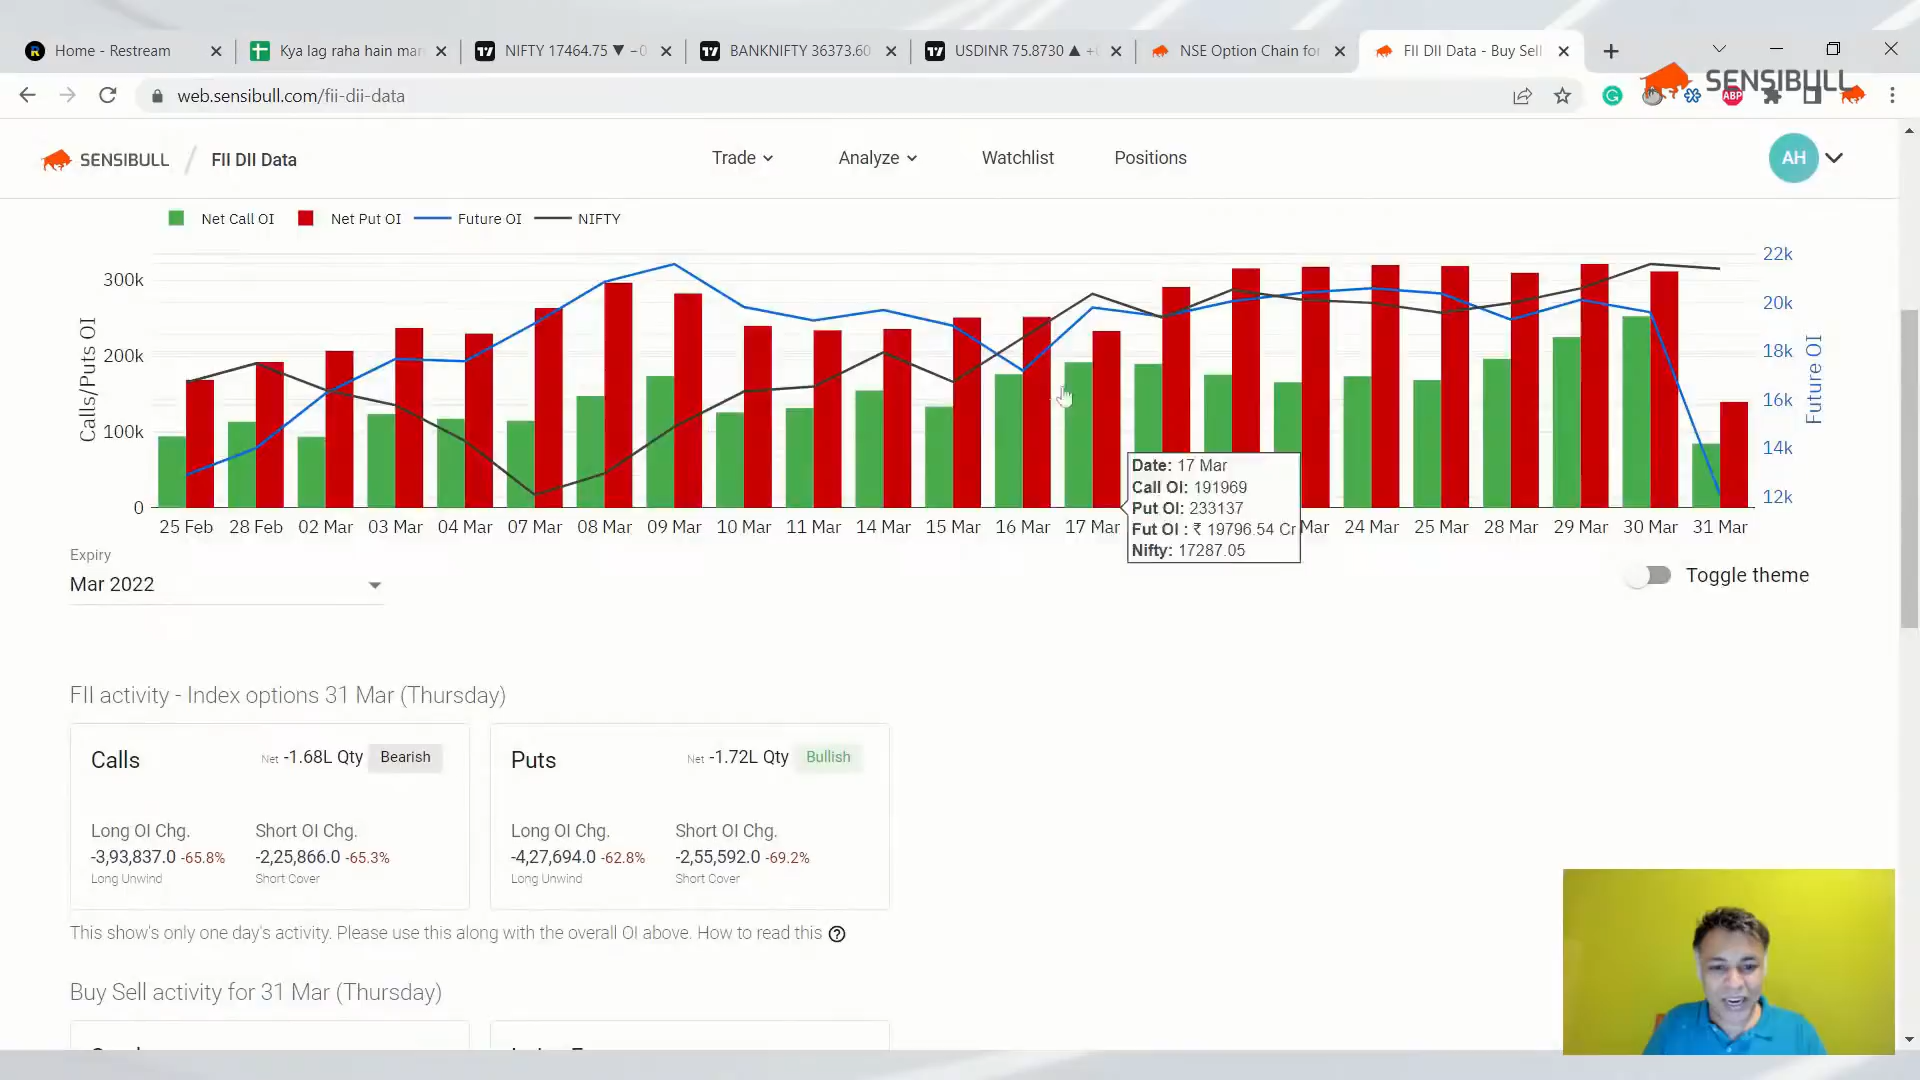 Home - Restream
Kya lag raha hain mar
NIFTY 17464.75 ▼ −0
BANKNIFTY 36373.60
USDINR 75.8730 ▲ +
NSE Option Chain fo
FII DII Data - Buy Sell
web.sensibull.com/fii-dii-data
ABP
SENSIBULL
SENSIBULL / FII DII Data
Trade
Analyze
Watchlist
Positions
AH
Net Call OI
Net Put OI
Future OI
NIFTY
Calls/Puts OI
300k
200k
100k
0
22k
20k
18k
16k
14k
12k
Future OI
25 Feb 28 Feb 02 Mar 03 Mar 04 Mar 07 Mar 08 Mar 09 Mar 10 Mar 11 Mar 14 Mar 15 Mar 16 Mar 17 Mar Mar 24 Mar 25 Mar 28 Mar 29 Mar 30 Mar 31 Mar
Date: 17 Mar
Call OI: 191969
Put OI: 233137
Fut OI : ₹ 19796.54 Cr
Nifty: 17287.05
Expiry
Mar 2022
Toggle theme
FII activity - Index options 31 Mar (Thursday)
Calls
Net -1.68L Qty Bearish
Long OI Chg. Short OI Chg.
-3,93,837.0 -65.8% -2,25,866.0 -65.3%
Long Unwind Short Cover
Puts
Net -1.72L Qty Bullish
Long OI Chg. Short OI Chg.
-4,27,694.0 -62.8% -2,55,592.0 -69.2%
Long Unwind Short Cover
This show's only one day's activity. Please use this along with the overall OI above. How to read this
Buy Sell activity for 31 Mar (Thursday)